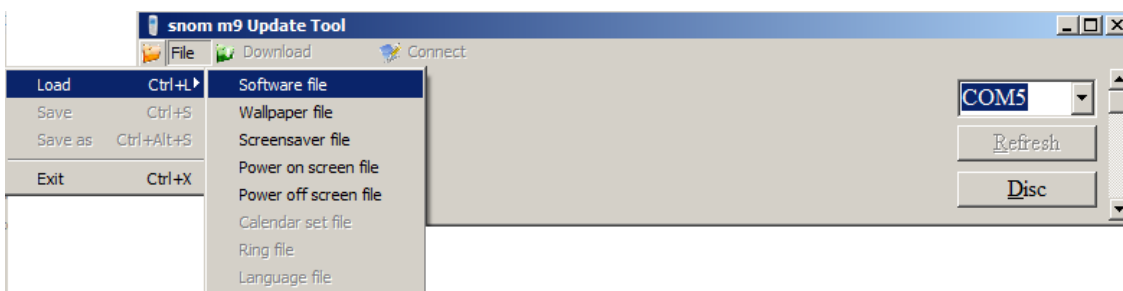 snom m9 Update Tool
File Download Connect
Load Ctrl+L Software file
Save Ctrl+S Wallpaper file
Save as Ctrl+Alt+S Screensaver file
Power on screen file
Exit Ctrl+X
Power off screen file
Calendar set file
Ring file
Language file
COM5
Refresh
Disc